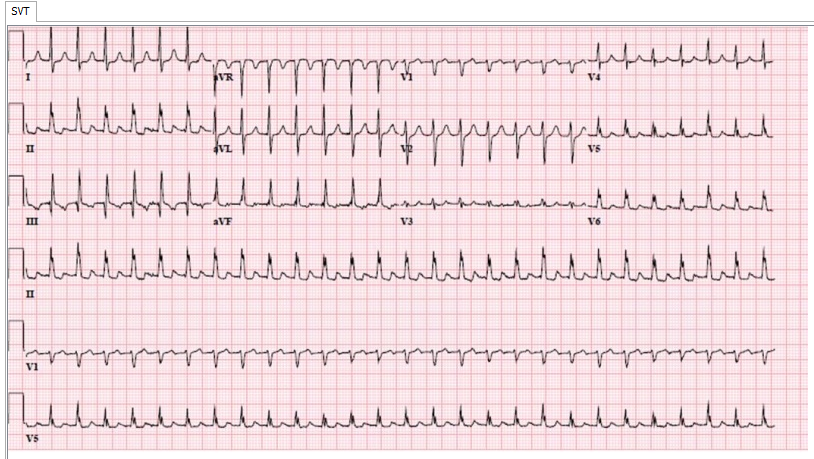 SVT
I aVR V1 V4
II aVL V2 V5
III aVF V3 V6
II
V1
V5